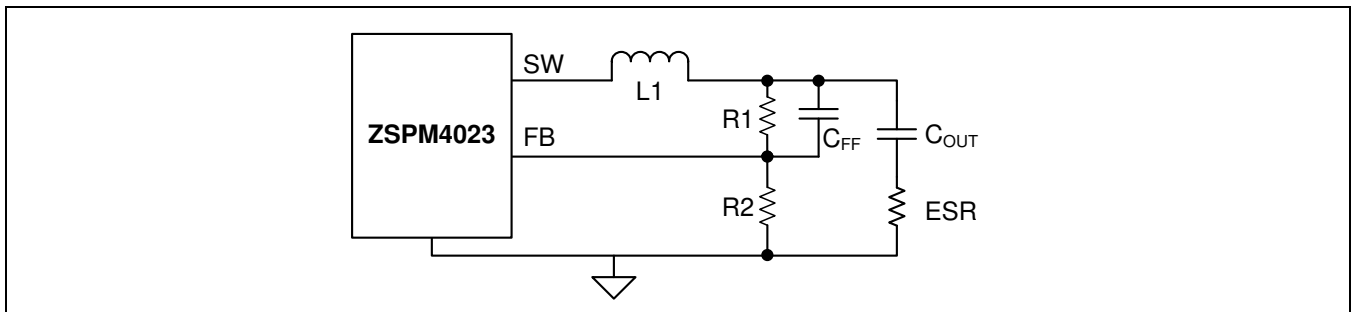 SW
L1
R1
CFF
COUT
ZSPM4023
FB
R2
ESR